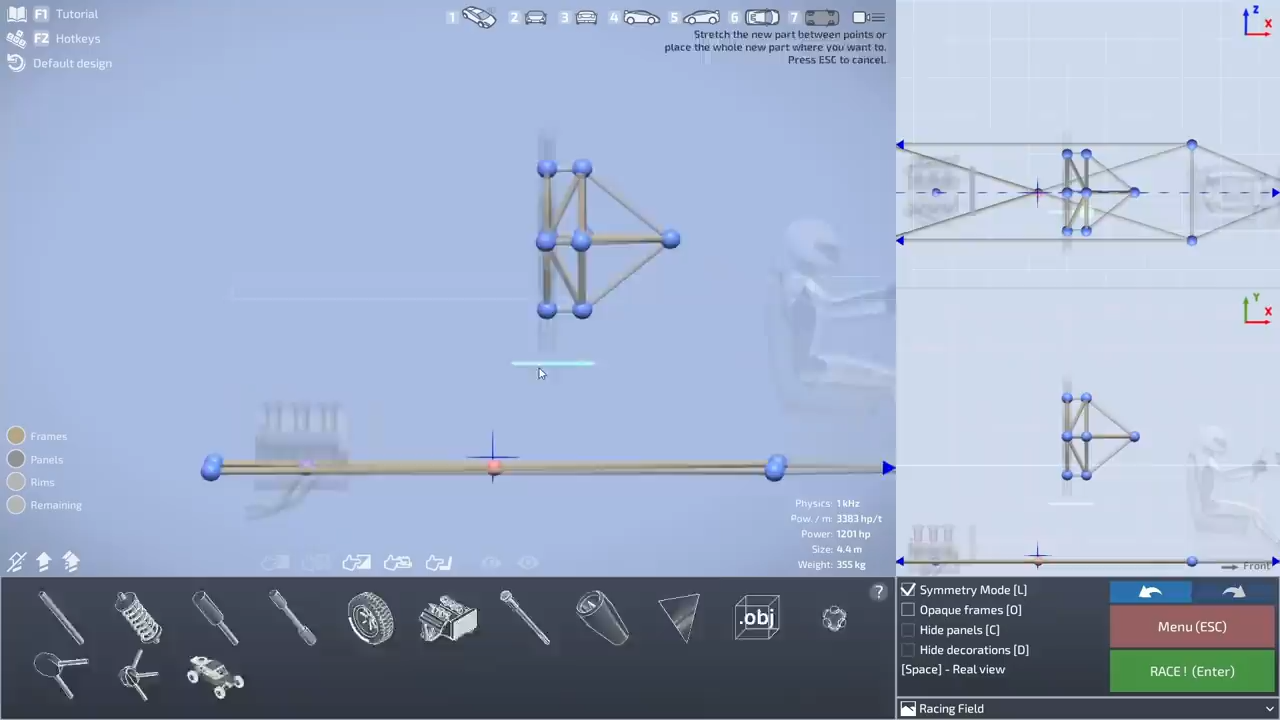 F1 Tutorial
F2 Hotkeys
Default design
1 2 3 4 5 6 7
Stretch the new part between points or
place the whole new part where you want to.
Press ESC to cancel.
Z
X
Y
X
Front
Frames
Panels
Rims
Remaining
Physics: 1 kHz
Pow. / m: 3383 hp/t
Power: 1201 hp
Size: 4.4 m
Weight: 355 kg
?
.obj
Symmetry Mode [L]
Opaque frames [O]
Hide panels [C]
Hide decorations [D]
[Space] - Real view
Menu (ESC)
RACE! (Enter)
Racing Field